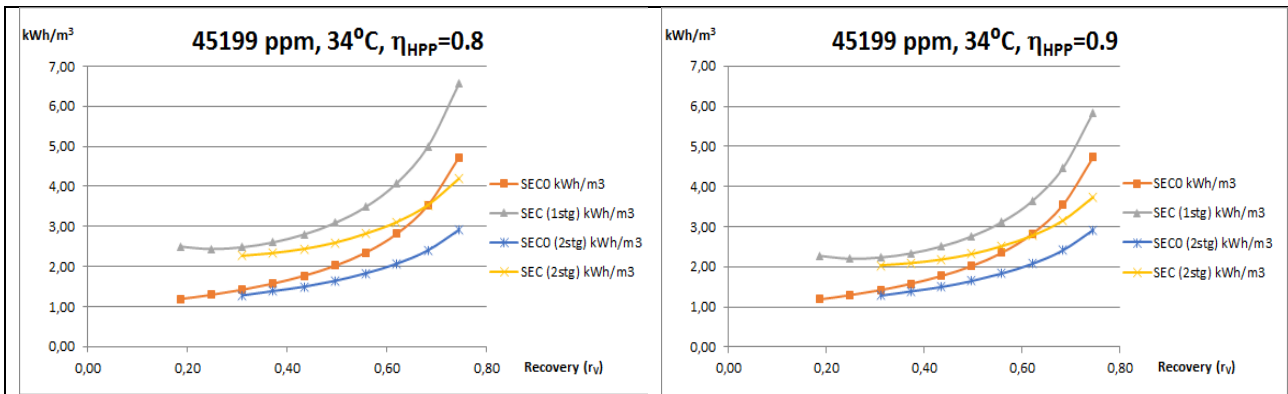 kWh/m³
45199 ppm, 34⁰C, ηHPP=0.8
7,00
6,00
5,00
4,00
3,00
2,00
1,00
0,00
0,00
0,20
0,40
0,60
0,80
Recovery (rV)
SEC0 kWh/m3
SEC (1stg) kWh/m3
SEC0 (2stg) kWh/m3
SEC (2stg) kWh/m3
kWh/m³
45199 ppm, 34⁰C, ηHPP=0.9
7,00
6,00
5,00
4,00
3,00
2,00
1,00
0,00
0,00
0,20
0,40
0,60
0,80
Recovery (rV)
SEC0 kWh/m3
SEC (1stg) kWh/m3
SEC0 (2stg) kWh/m3
SEC (2stg) kWh/m3